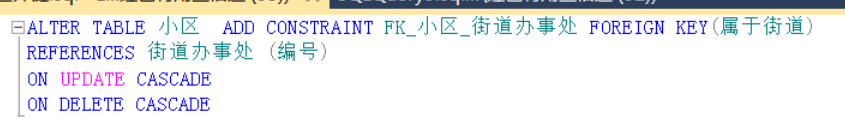 ALTER TABLE 小区  ADD CONSTRAINT FK_小区_街道办事处 FOREIGN KEY(属于街道)
REFERENCES 街道办事处 (编号)
ON UPDATE CASCADE
ON DELETE CASCADE